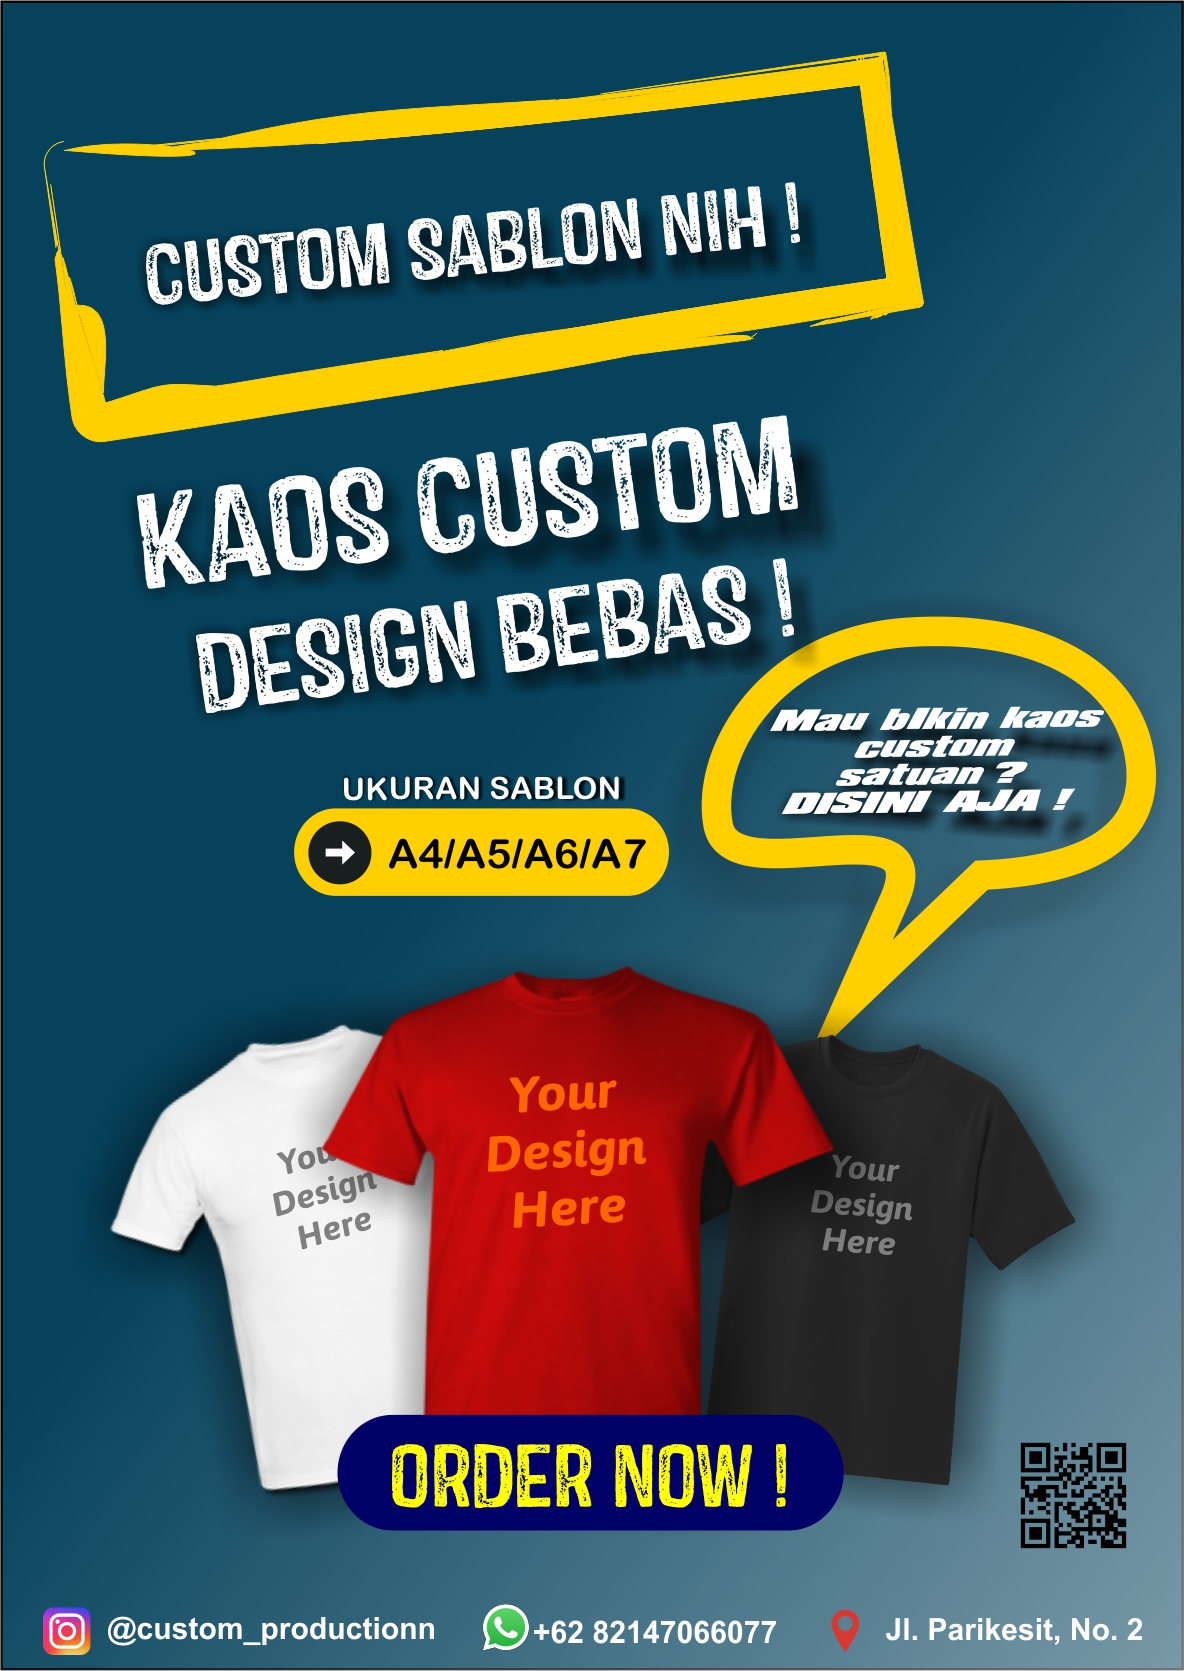 CUSTOM SABLON NIH !
KAOS CUSTOM
DESIGN BEBAS !
Mau bIkin kaos
custom
satuan ?
DISINI AJA !
UKURAN SABLON
A4/A5/A6/A7
Your
Design
Here
Your
Design
Here
Your
Design
Here
ORDER NOW !
@custom_productionn
+62 82147066077
Jl. Parikesit, No. 2